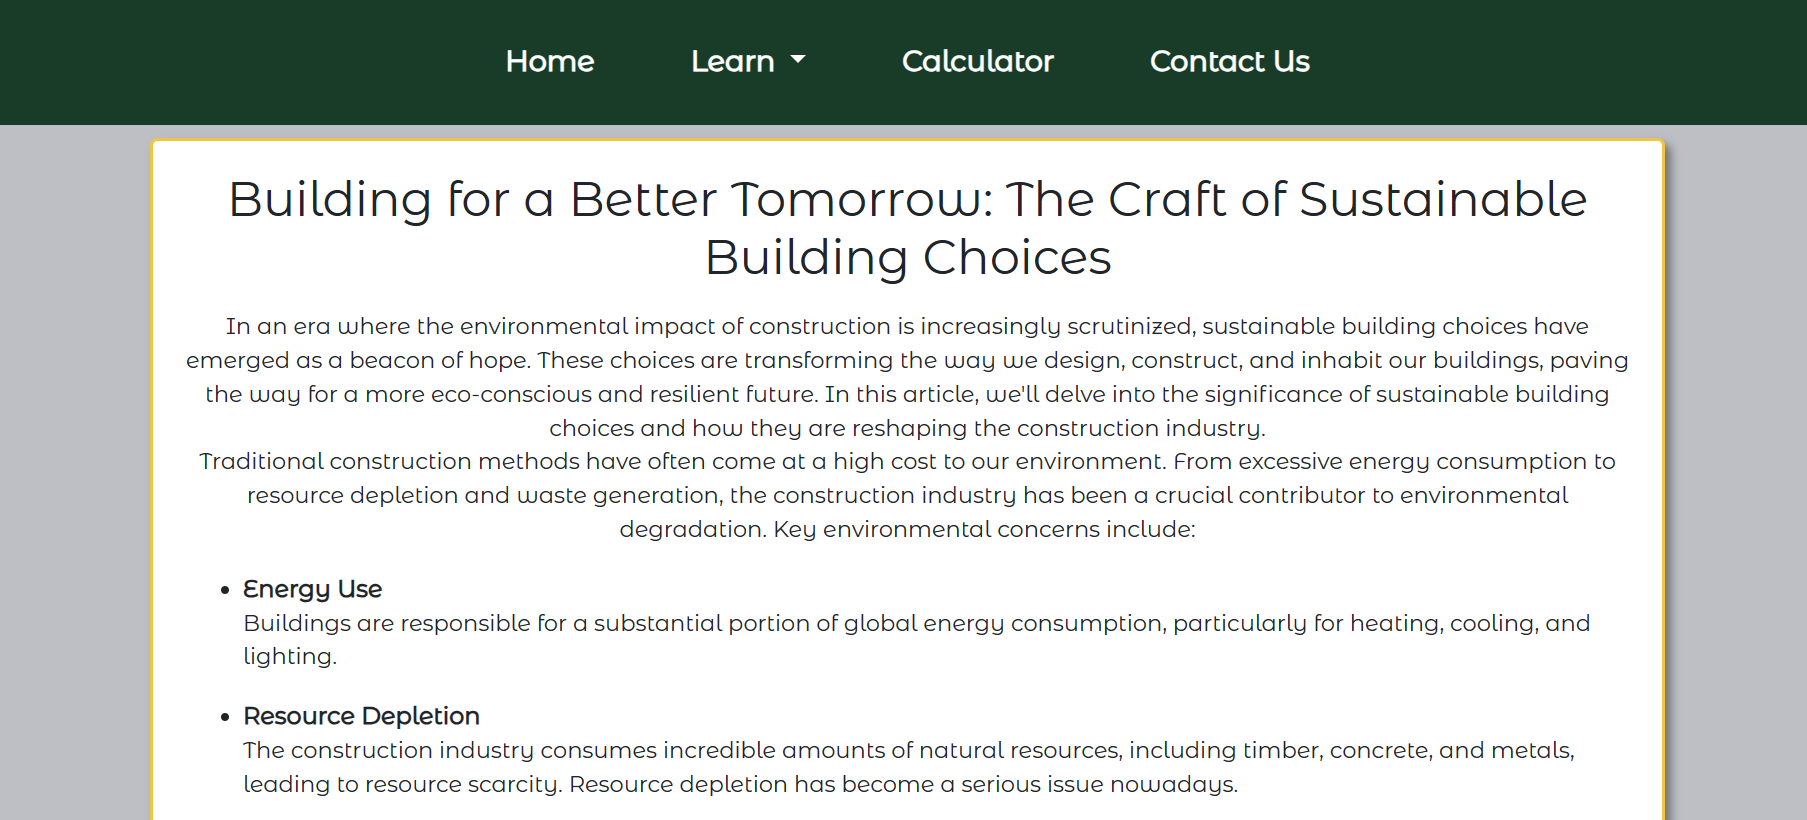 Home Learn Calculator Contact Us
Building for a Better Tomorrow: The Craft of Sustainable
Building Choices
In an era where the environmental impact of construction is increasingly scrutinized, sustainable building choices have
emerged as a beacon of hope. These choices are transforming the way we design, construct, and inhabit our buildings, paving
the way for a more eco-conscious and resilient future. In this article, we'll delve into the significance of sustainable building
choices and how they are reshaping the construction industry.
Traditional construction methods have often come at a high cost to our environment. From excessive energy consumption to
resource depletion and waste generation, the construction industry has been a crucial contributor to environmental
degradation. Key environmental concerns include:
• Energy Use
Buildings are responsible for a substantial portion of global energy consumption, particularly for heating, cooling, and
lighting.
• Resource Depletion
The construction industry consumes incredible amounts of natural resources, including timber, concrete, and metals,
leading to resource scarcity. Resource depletion has become a serious issue nowadays.